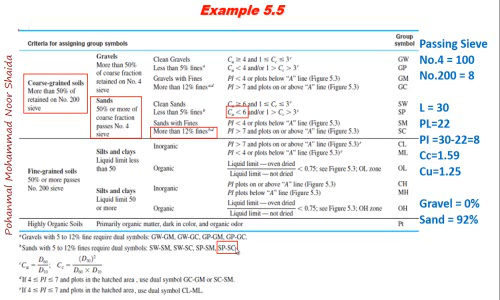 Example 5.5
Criteria for assigning group symbols
Group symbol
Coarse-grained soils
More than 50% of retained on No. 200 sieve
Gravels
More than 50% of coarse fraction retained on No. 4 sieve
Clean Gravels
Less than 5% finesᵃ
Cu ≥ 4 and 1 ≤ Cc ≤ 3ᶜ GW
Cu < 4 and/or 1 > Cc > 3ᶜ GP
Gravels with Fines
More than 12% finesᵃ,ᵈ
PI < 4 or plots below "A" line (Figure 5.3) GM
PI > 7 and plots on or above "A" line (Figure 5.3) GC
Sands
50% or more of coarse fraction passes No. 4 sieve
Clean Sands
Less than 5% finesᵇ
Cu ≥ 6 and 1 ≤ Cc ≤ 3ᶜ SW
Cu < 6 and/or 1 > Cc > 3ᶜ SP
Sands with Fines
More than 12% finesᵇ,ᵈ
PI < 4 or plots below "A" line (Figure 5.3) SM
PI > 7 and plots on or above "A" line (Figure 5.3) SC
Fine-grained soils
50% or more passes No. 200 sieve
Silts and clays
Liquid limit less than 50
Inorganic
PI > 7 and plots on or above "A" line (Figure 5.3)ᵉ CL
PI < 4 or plots below "A" line (Figure 5.3)ᵉ ML
Organic
Liquid limit — oven dried / Liquid limit — not dried < 0.75; see Figure 5.3; OL zone OL
Silts and clays
Liquid limit 50 or more
Inorganic
PI plots on or above "A" line (Figure 5.3) CH
PI plots below "A" line (Figure 5.3) MH
Organic
Liquid limit — oven dried / Liquid limit — not dried < 0.75; see Figure 5.3; OH zone OH
Highly Organic Soils Primarily organic matter, dark in color, and organic odor Pt
ᵃGravels with 5 to 12% fine require dual symbols: GW-GM, GW-GC, GP-GM, GP-GC.
ᵇSands with 5 to 12% fines require dual symbols: SW-SM, SW-SC, SP-SM, SP-SC.
ᶜCu = D60 / D10; Cc = (D30)² / D60 × D10
ᵈIf 4 ≤ PI ≤ 7 and plots in the hatched area, use dual symbol GC-GM or SC-SM.
ᵉIf 4 ≤ PI ≤ 7 and plots in the hatched area, use dual symbol CL-ML.
Passing Sieve
No.4 = 100
No.200 = 8
L = 30
PL=22
PI =30-22=8
Cc=1.59
Cu=1.25
Gravel = 0%
Sand = 92%
Pohanmal Mohammad Noor Shaida